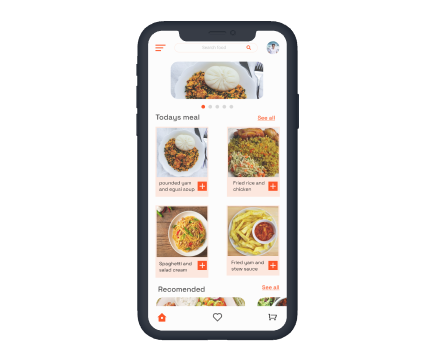 Search food
Todays meal
See all
pounded yam
and egusi soup
Fried rice and
chicken
Spaghetti and
salad cream
Fried yam and
stew sauce
Recomended
See all